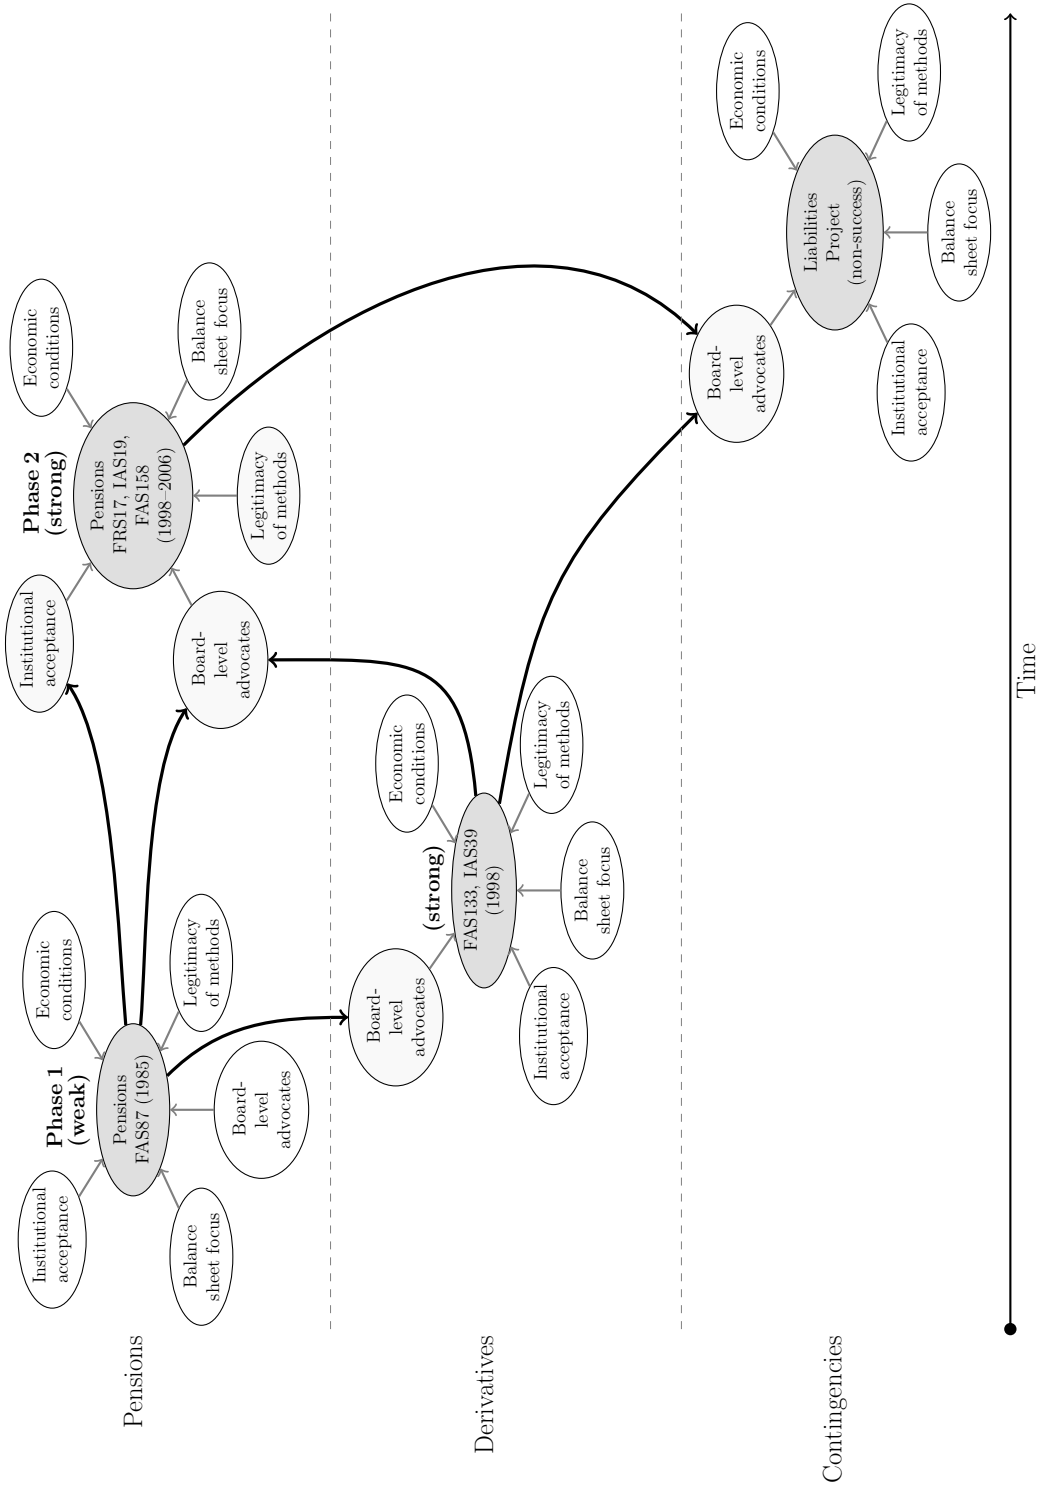 Pensions
Phase 1
(weak)
Pensions
FAS87 (1985)
Institutional
acceptance
Economic
conditions
Balance
sheet focus
Board-
level
advocates
Legitimacy
of methods
Phase 2
(strong)
Pensions
FRS17, IAS19,
FAS158
(1998–2006)
Institutional
acceptance
Economic
conditions
Board-
level
advocates
Legitimacy
of methods
Balance
sheet focus
Derivatives
(strong)
FAS133, IAS39
(1998)
Board-
level
advocates
Economic
conditions
Institutional
acceptance
Balance
sheet focus
Legitimacy
of methods
Contingencies
Liabilities
Project
(non-success)
Board-
level
advocates
Economic
conditions
Institutional
acceptance
Balance
sheet focus
Legitimacy
of methods
Time